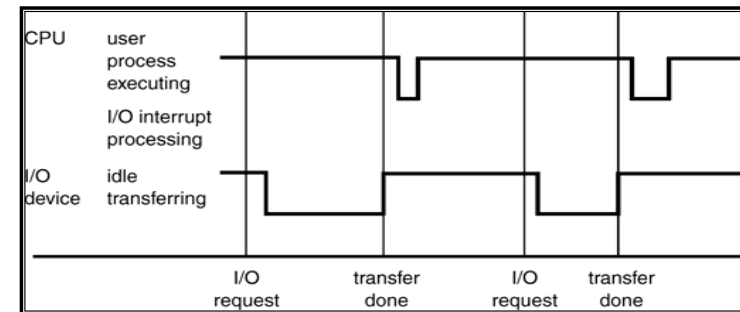 CPU user
process
executing
I/O interrupt
processing
I/O idle
device transferring
I/O transfer I/O transfer
request done request done